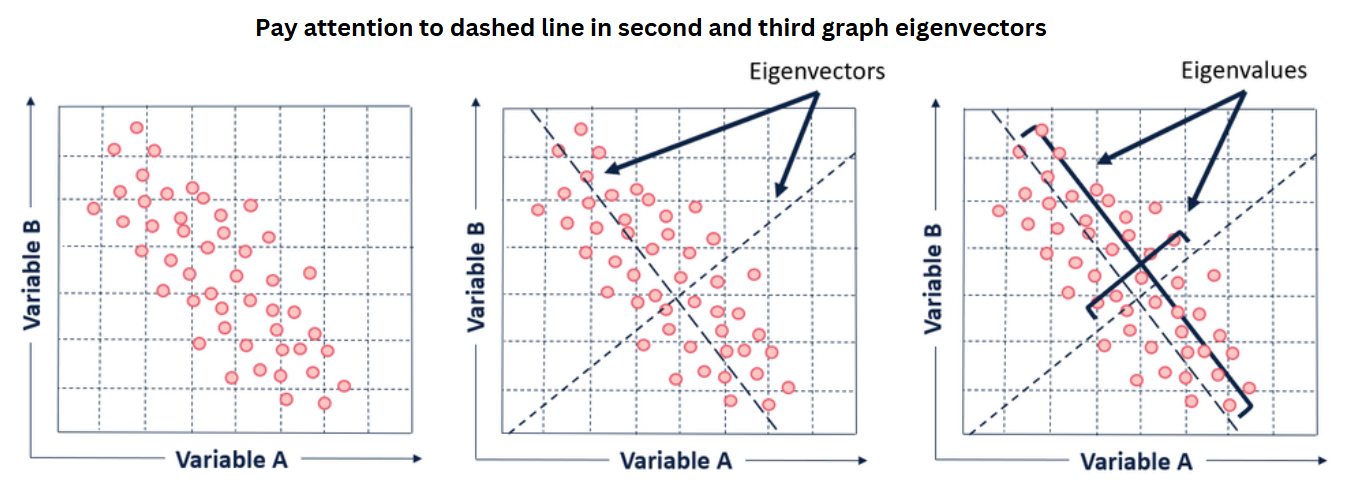 Pay attention to dashed line in second and third graph eigenvectors
Eigenvectors
Eigenvalues
Variable B
Variable B
Variable B
Variable A
Variable A
Variable A